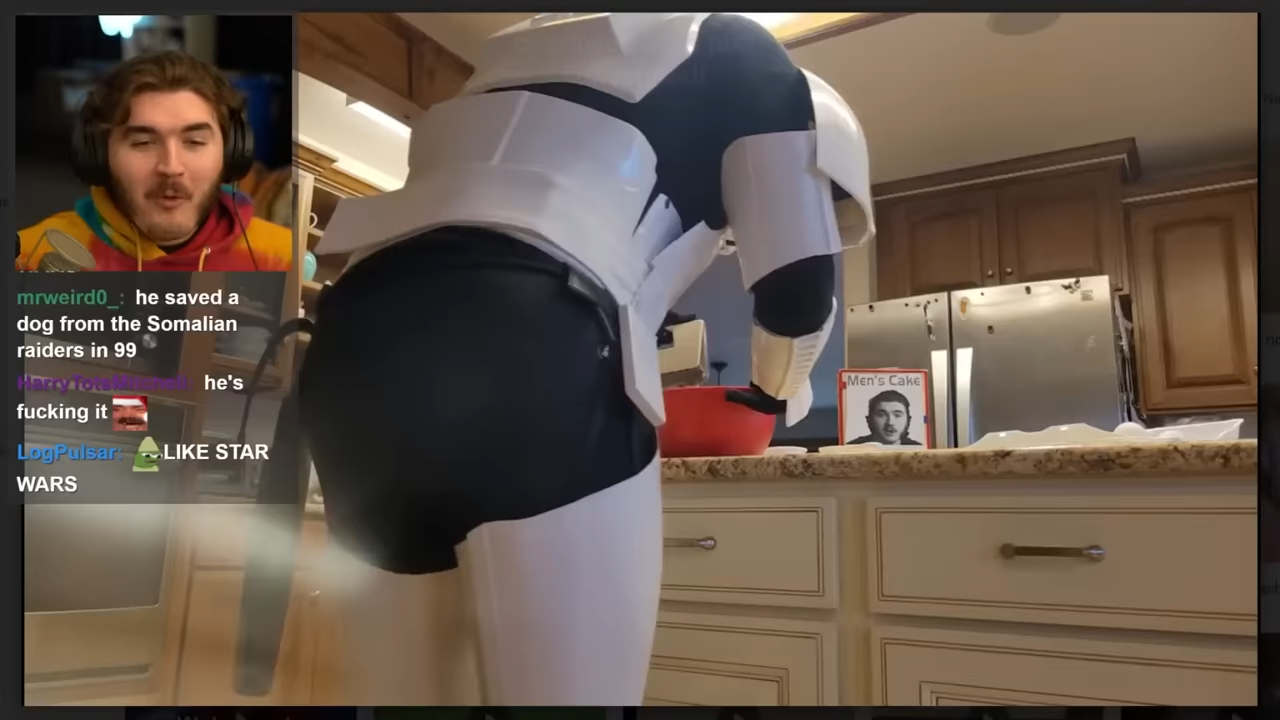 mrweird0_: he saved a
dog from the Somalian
raiders in 99
HarryTotsMitchell: he's
fucking it
LogPulsar: LIKE STAR
WARS
Men's Cake